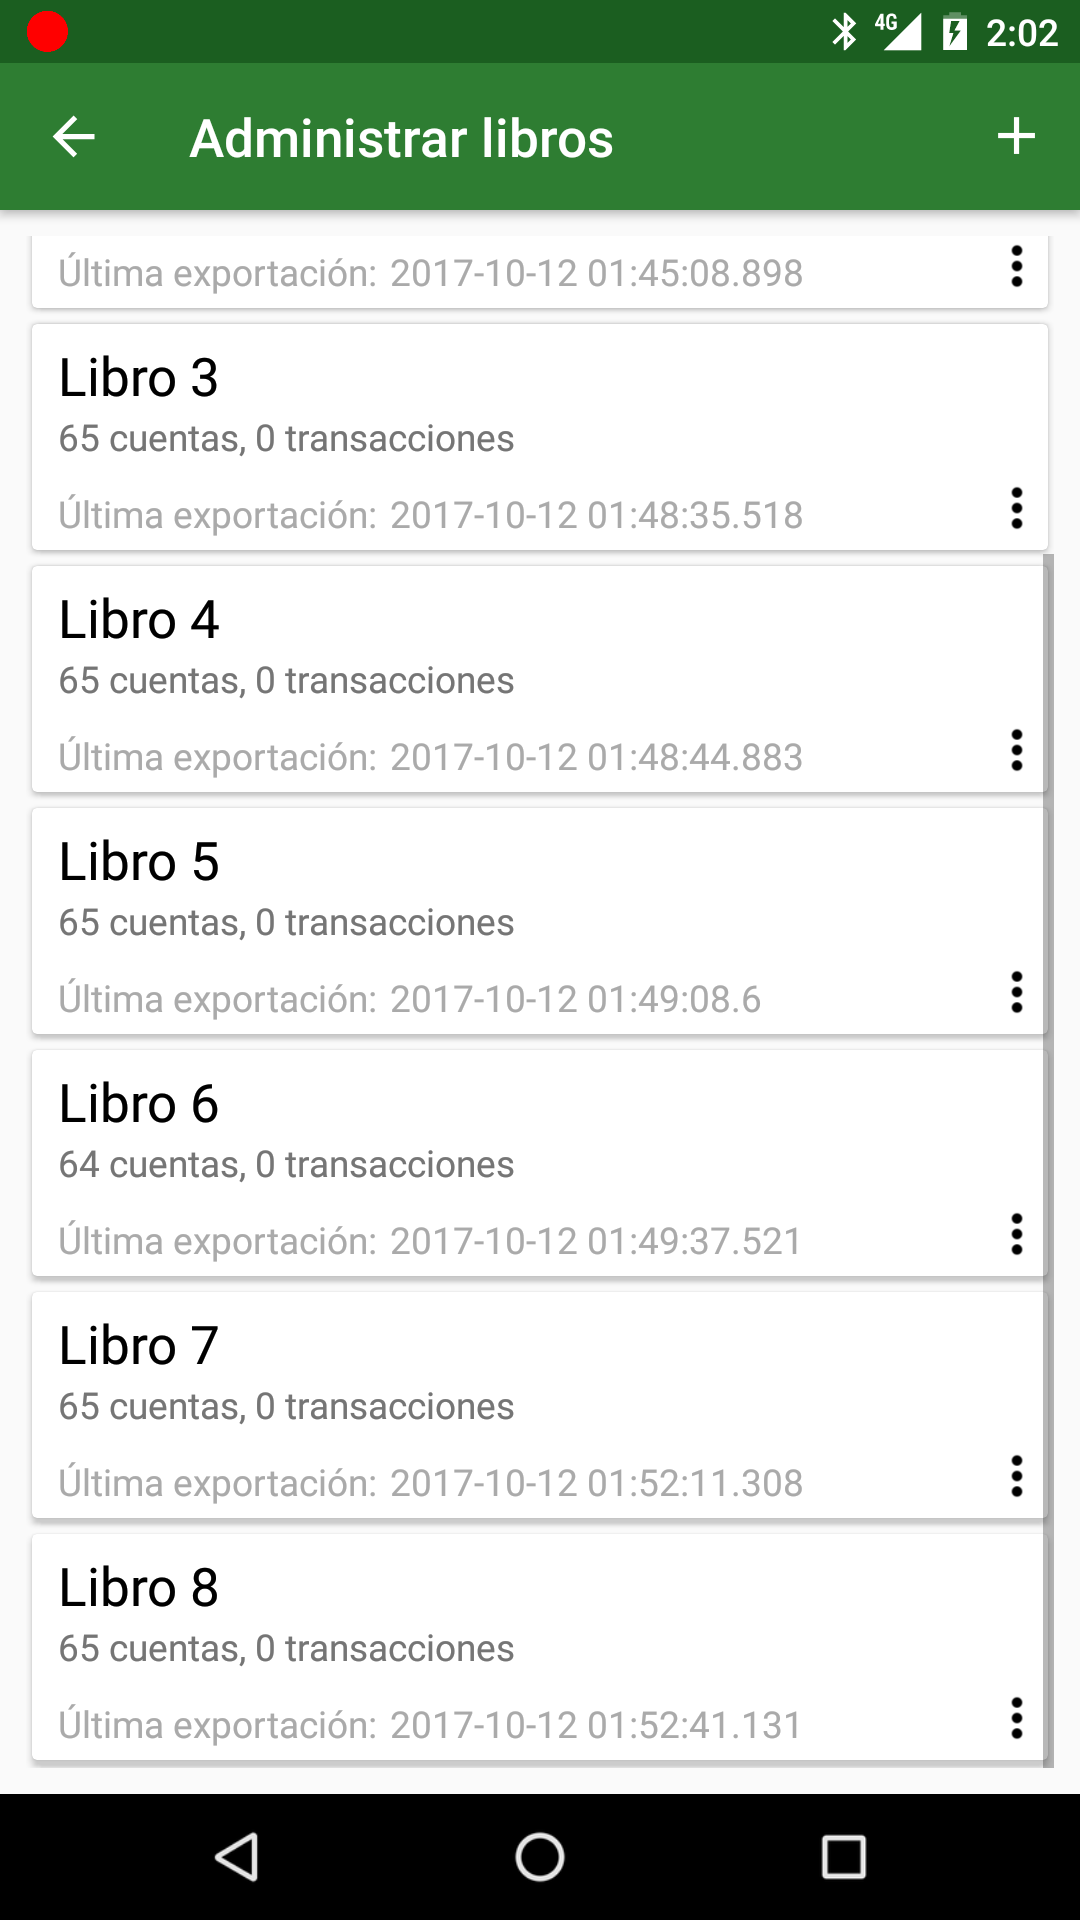 4G 2:02
Administrar libros
Última exportación: 2017-10-12 01:45:08.898
Libro 3
65 cuentas, 0 transacciones
Última exportación: 2017-10-12 01:48:35.518
Libro 4
65 cuentas, 0 transacciones
Última exportación: 2017-10-12 01:48:44.883
Libro 5
65 cuentas, 0 transacciones
Última exportación: 2017-10-12 01:49:08.6
Libro 6
64 cuentas, 0 transacciones
Última exportación: 2017-10-12 01:49:37.521
Libro 7
65 cuentas, 0 transacciones
Última exportación: 2017-10-12 01:52:11.308
Libro 8
65 cuentas, 0 transacciones
Última exportación: 2017-10-12 01:52:41.131